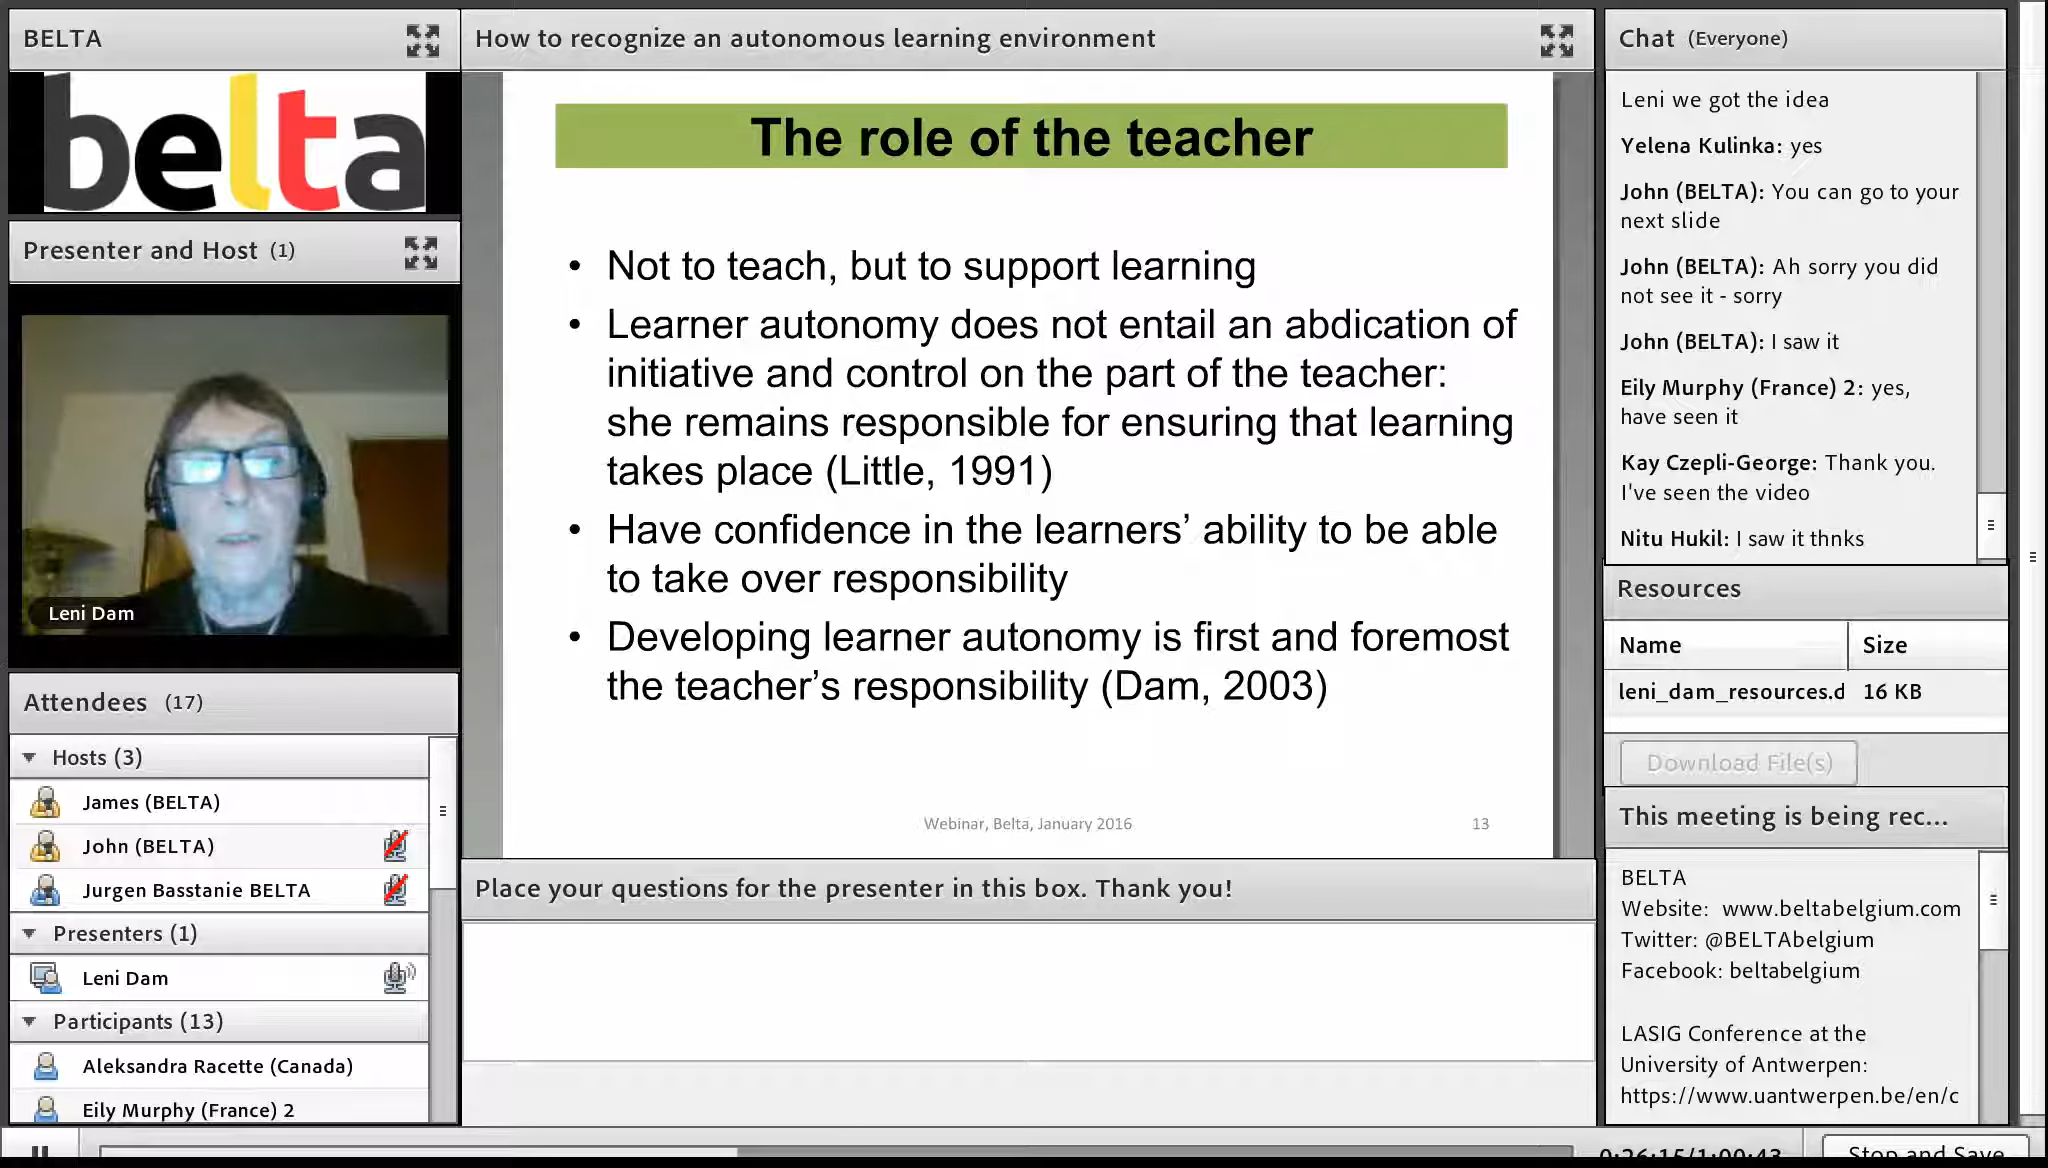 BELTA
belta
Presenter and Host (1)
Leni Dam
Attendees (17)
Hosts (3)
James (BELTA)
John (BELTA)
Jurgen Basstanie BELTA
Presenters (1)
Leni Dam
Participants (13)
Aleksandra Racette (Canada)
Eily Murphy (France) 2
How to recognize an autonomous learning environment
The role of the teacher
• Not to teach, but to support learning
• Learner autonomy does not entail an abdication of
initiative and control on the part of the teacher:
she remains responsible for ensuring that learning
takes place (Little, 1991)
• Have confidence in the learners’ ability to be able
to take over responsibility
• Developing learner autonomy is first and foremost
the teacher’s responsibility (Dam, 2003)
Webinar, Belta, January 2016 13
Place your questions for the presenter in this box. Thank you!
Chat (Everyone)
Leni we got the idea
Yelena Kulinka: yes
John (BELTA): You can go to your
next slide
John (BELTA): Ah sorry you did
not see it - sorry
John (BELTA): I saw it
Eily Murphy (France) 2: yes,
have seen it
Kay Czepli-George: Thank you.
I've seen the video
Nitu Hukil: I saw it thnks
Resources
Name Size
leni_dam_resources.d 16 KB
Download File(s)
This meeting is being rec...
BELTA
Website: www.beltabelgium.com
Twitter: @BELTAbelgium
Facebook: beltabelgium
LASIG Conference at the
University of Antwerpen:
https://www.uantwerpen.be/en/c
0:26:15/1:00:43
Stop and Save